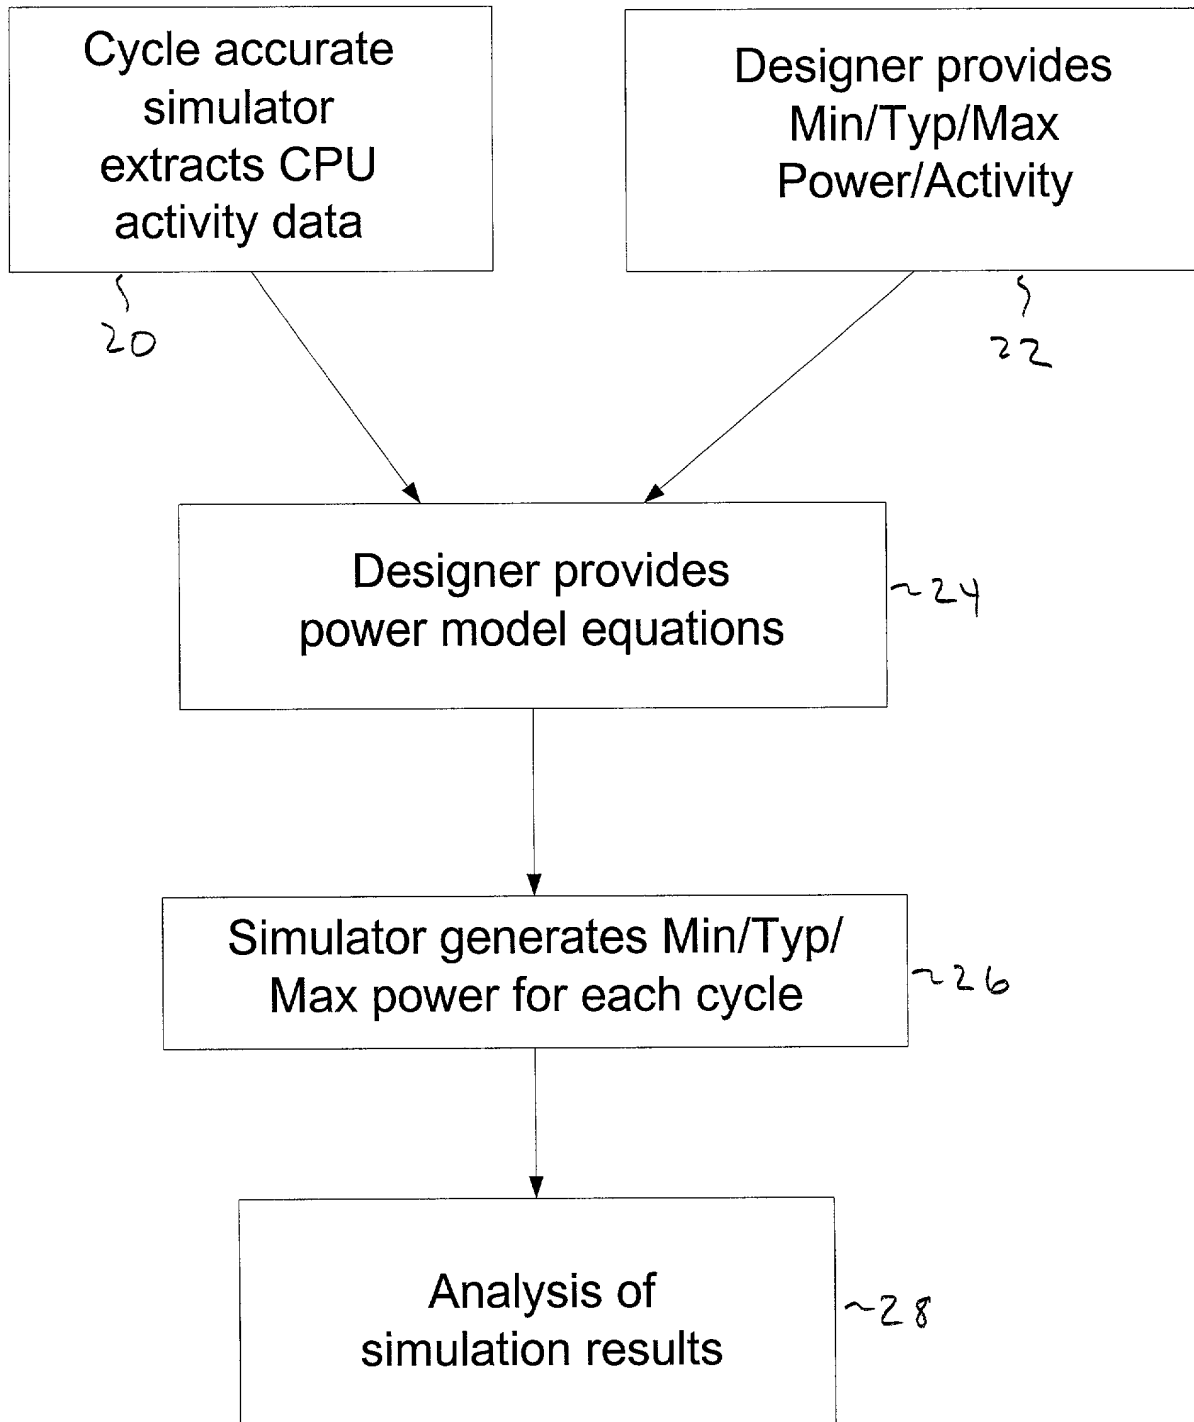 Cycle accurate
simulator
extracts CPU
activity data
Designer provides
Min/Typ/Max
Power/Activity
20
22
Designer provides
power model equations
~24
Simulator generates Min/Typ/
Max power for each cycle
~26
Analysis of
simulation results
~28